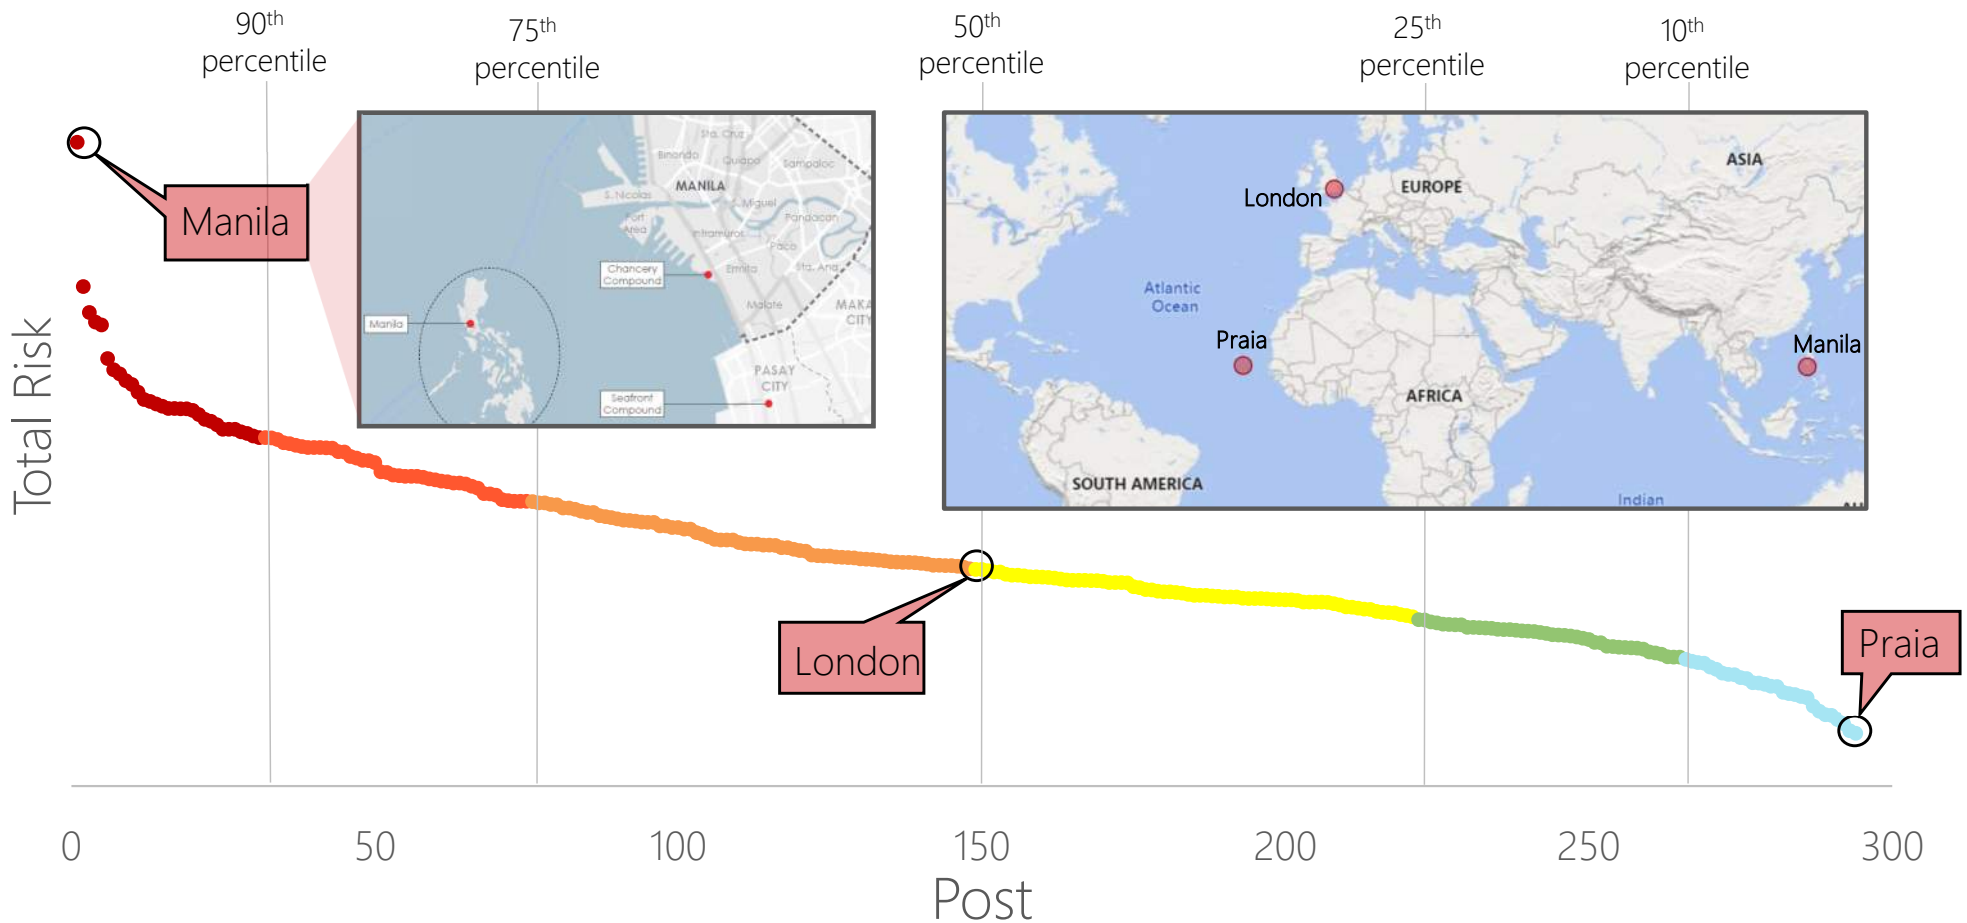 90th
percentile
75th
percentile
50th
percentile
25th
percentile
10th
percentile
Manila
Sta. Cruz
Binondo
Quiapo
Sampaloc
MANILA
S. Nicolas
S. Miguel
Port
Area
Pandacan
Intramuros
Paco
Chancery
Compound
Ermita
Sta. Ana
Malate
MAKA
CITY
Manila
PASAY
CITY
Seafront
Compound
ASIA
EUROPE
London
Atlantic
Ocean
Praia
Manila
AFRICA
SOUTH AMERICA
Indian
AU
Total Risk
London
Praia
0
50
100
150
200
250
300
Post